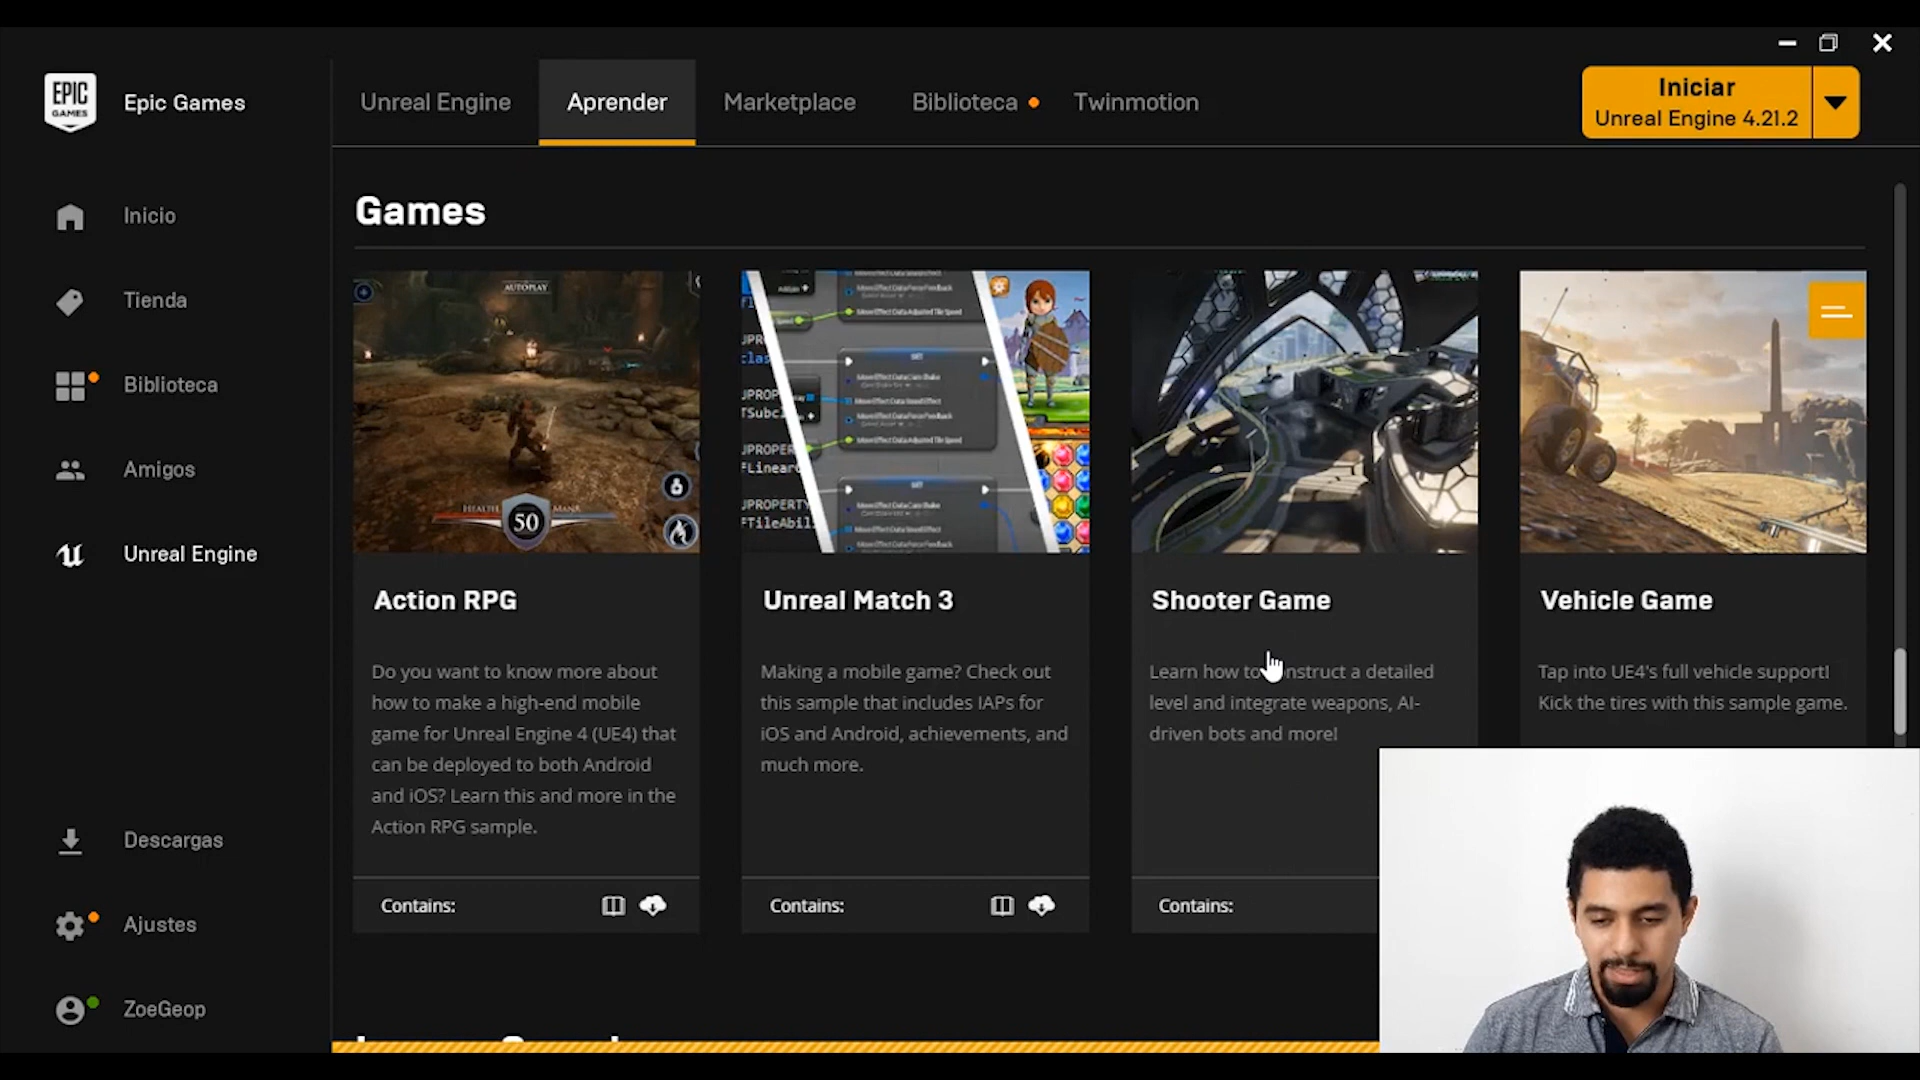 EPIC
GAMES
Epic Games
Unreal Engine
Aprender
Marketplace
Biblioteca
Twinmotion
Iniciar
Unreal Engine 4.21.2
Inicio
Tienda
Biblioteca
Amigos
Unreal Engine
Descargas
Ajustes
ZoeGeop
Games
AUTOPLAY
HEALTH
MANA
50
SET
SET
Action RPG
Do you want to know more about
how to make a high-end mobile
game for Unreal Engine 4 (UE4) that
can be deployed to both Android
and iOS? Learn this and more in the
Action RPG sample.
Contains:
Unreal Match 3
Making a mobile game? Check out
this sample that includes IAPs for
iOS and Android, achievements, and
much more.
Contains:
Shooter Game
Learn how to construct a detailed
level and integrate weapons, AI-
driven bots and more!
Contains:
Vehicle Game
Tap into UE4's full vehicle support!
Kick the tires with this sample game.